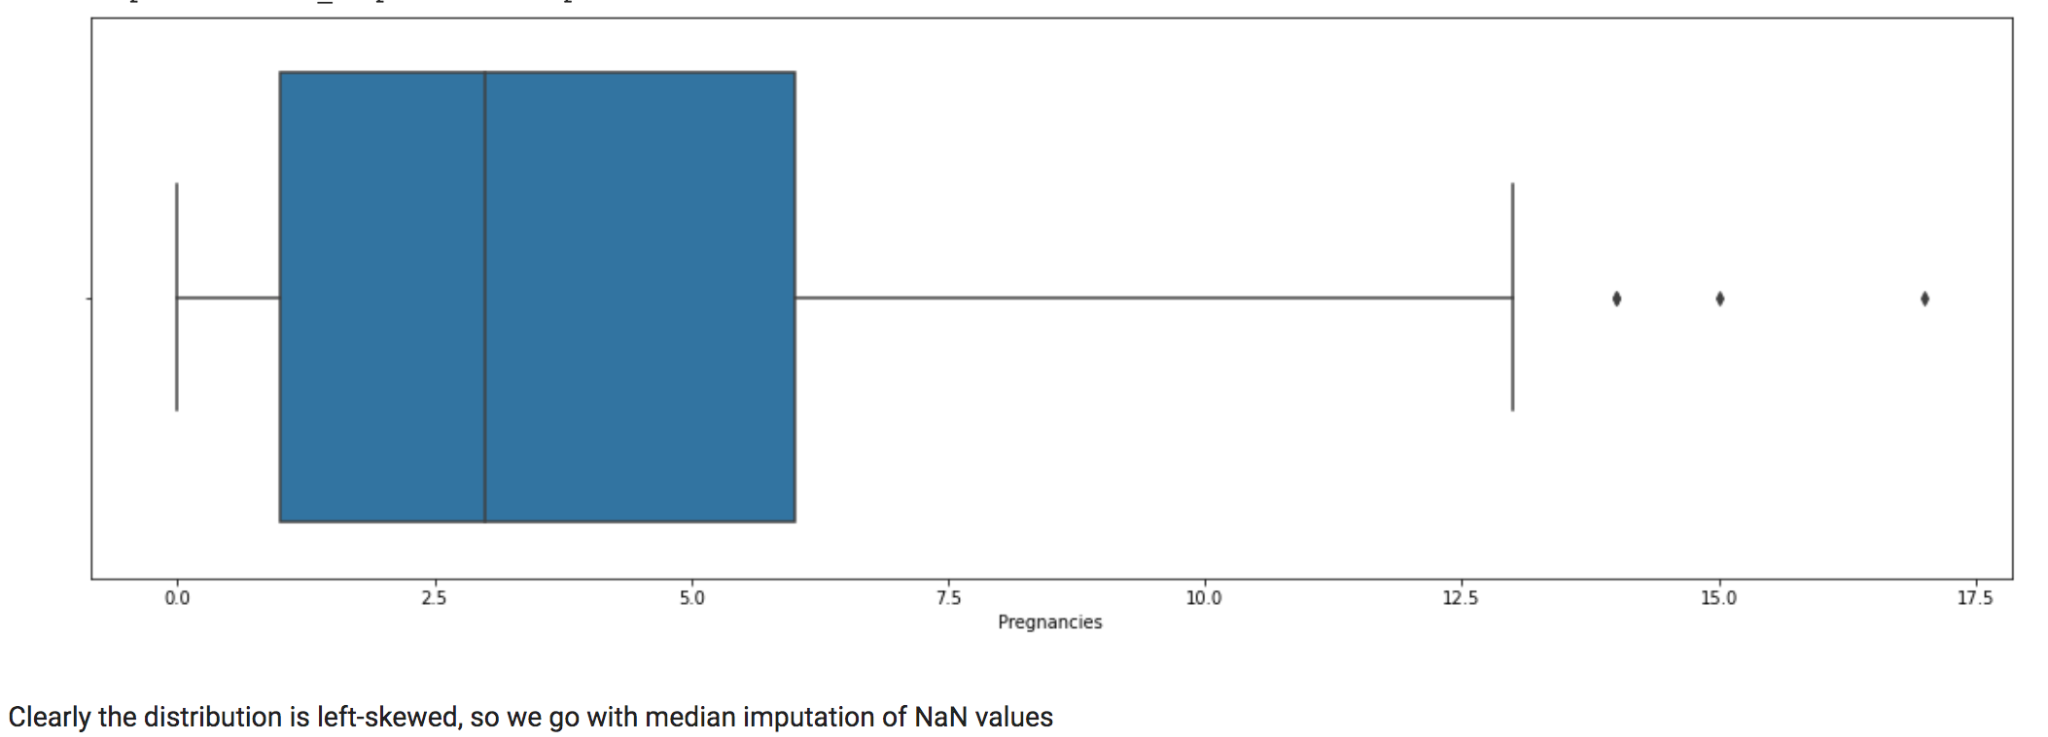 0.0 2.5 5.0 7.5 10.0 12.5 15.0 17.5
Pregnancies
Clearly the distribution is left-skewed, so we go with median imputation of NaN values